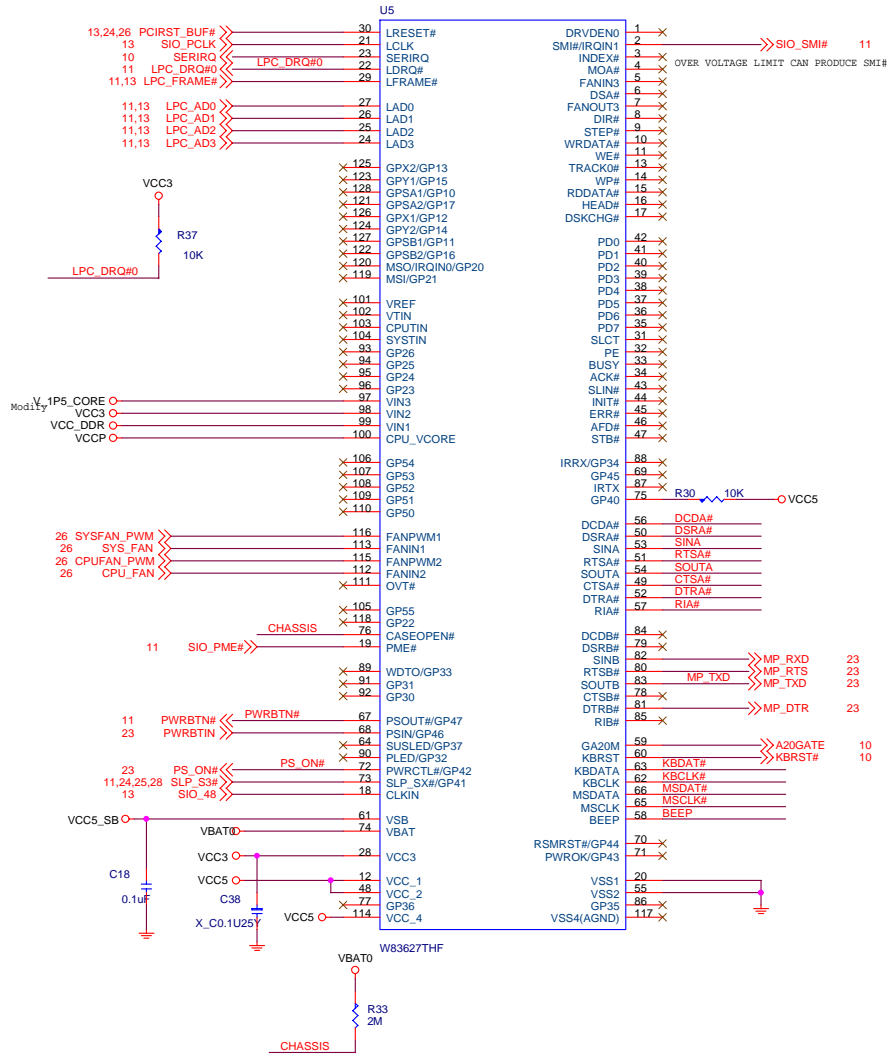 U5
13,24,26 PCIRST_BUF# 30 LRESET# DRVDEN0 1
13 SIO_PCLK 21 LCLK SMI#/IRQIN1 2 SIO_SMI# 11
10 SERIRQ 23 SERIRQ INDEX# 3
11 LPC_DRQ#0 LPC_DRQ#0 22 LDRQ# MOA# 4 OVER VOLTAGE LIMIT CAN PRODUCE SMI#
11,13 LPC_FRAME# 29 LFRAME# FANIN3 5
DSA# 6
11,13 LPC_AD0 27 LAD0 FANOUT3 7
11,13 LPC_AD1 26 LAD1 DIR# 8
11,13 LPC_AD2 25 LAD2 STEP# 9
11,13 LPC_AD3 24 LAD3 WRDATA# 10
WE# 11
125 GPX2/GP13 TRACK0# 13
123 GPY1/GP15 WP# 14
128 GPSA1/GP10 RDDATA# 15
121 GPSA2/GP17 HEAD# 16
126 GPX1/GP12 DSKCHG# 17
124 GPY2/GP14
127 GPSB1/GP11 PD0 42
122 GPSB2/GP16 PD1 41
120 MSO/IRQIN0/GP20 PD2 40
119 MSI/GP21 PD3 39
VCC3
R37
10K
LPC_DRQ#0
PD4 38
101 VREF PD5 37
102 VTIN PD6 36
103 CPUTIN PD7 35
104 SYSTIN SLCT 31
93 GP26 PE 32
94 GP25 BUSY 33
95 GP24 ACK# 34
96 GP23 SLIN# 43
Modify V_1P5_CORE 97 VIN3 INIT# 44
VCC3 98 VIN2 ERR# 45
VCC_DDR 99 VIN1 AFD# 46
VCCP 100 CPU_VCORE STB# 47
106 GP54 IRRX/GP34 88
107 GP53 GP45 69
108 GP52 IRTX 87
109 GP51 GP40 75 R30 10K VCC5
110 GP50
DCDA# 56 DCDA#
26 SYSFAN_PWM 116 FANPWM1 DSRA# 50 DSRA#
26 SYS_FAN 113 FANIN1 SINA 53 SINA
26 CPUFAN_PWM 115 FANPWM2 RTSA# 51 RTSA#
26 CPU_FAN 112 FANIN2 SOUTA 54 SOUTA
111 OVT# CTSA# 49 CTSA#
DTRA# 52 DTRA#
105 GP55 RIA# 57 RIA#
118 GP22
CHASSIS 76 CASEOPEN# DCDB# 84
11 SIO_PME# 19 PME# DSRB# 79
SINB 82 MP_RXD 23
89 WDTO/GP33 RTSB# 80 MP_RTS 23
91 GP31 SOUTB 83 MP_TXD MP_TXD 23
92 GP30 CTSB# 78
DTRB# 81 MP_DTR 23
11 PWRBTN# PWRBTN# 67 PSOUT#/GP47 RIB# 85
23 PWRBTIN 68 PSIN/GP46
64 SUSLED/GP37 GA20M 59 A20GATE 10
90 PLED/GP32 KBRST 60 KBRST# 10
23 PS_ON# PS_ON# 72 PWRCTL#/GP42 KBDATA 63 KBDAT#
11,24,25,28 SLP_S3# 73 SLP_SX#/GP41 KBCLK 62 KBCLK#
13 SIO_48 18 CLKIN MSDATA 66 MSDAT#
MSCLK 65 MSCLK#
VCC5_SB 61 VSB BEEP 58 BEEP
VBAT0 74 VBAT
RSMRST#/GP44 70
VCC3 28 VCC3 PWROK/GP43 71
C18
0.1uF
VCC5 12 VCC_1 VSS1 20
48 VCC_2 VSS2 55
C38
77 GP36 GP35 86
X_C0.1U25Y
VCC5 114 VCC_4 VSS4(AGND) 117
W83627THF
VBAT0
R33
2M
CHASSIS